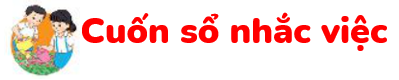 Cuốn sổ nhắc việc